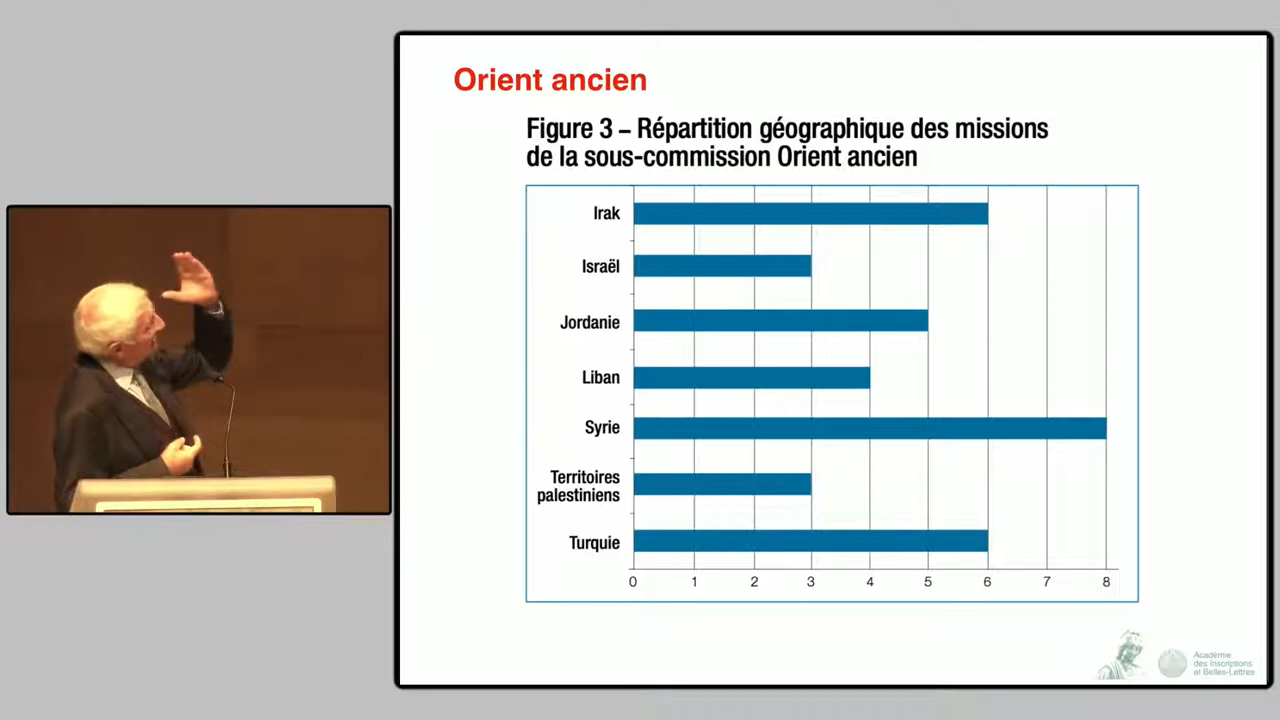 Orient ancien
Figure 3 – Répartition géographique des missions
de la sous-commission Orient ancien
Irak
Israël
Jordanie
Liban
Syrie
Territoires
palestiniens
Turquie
0 1 2 3 4 5 6 7 8
Académie
des Inscriptions
et Belles-Lettres